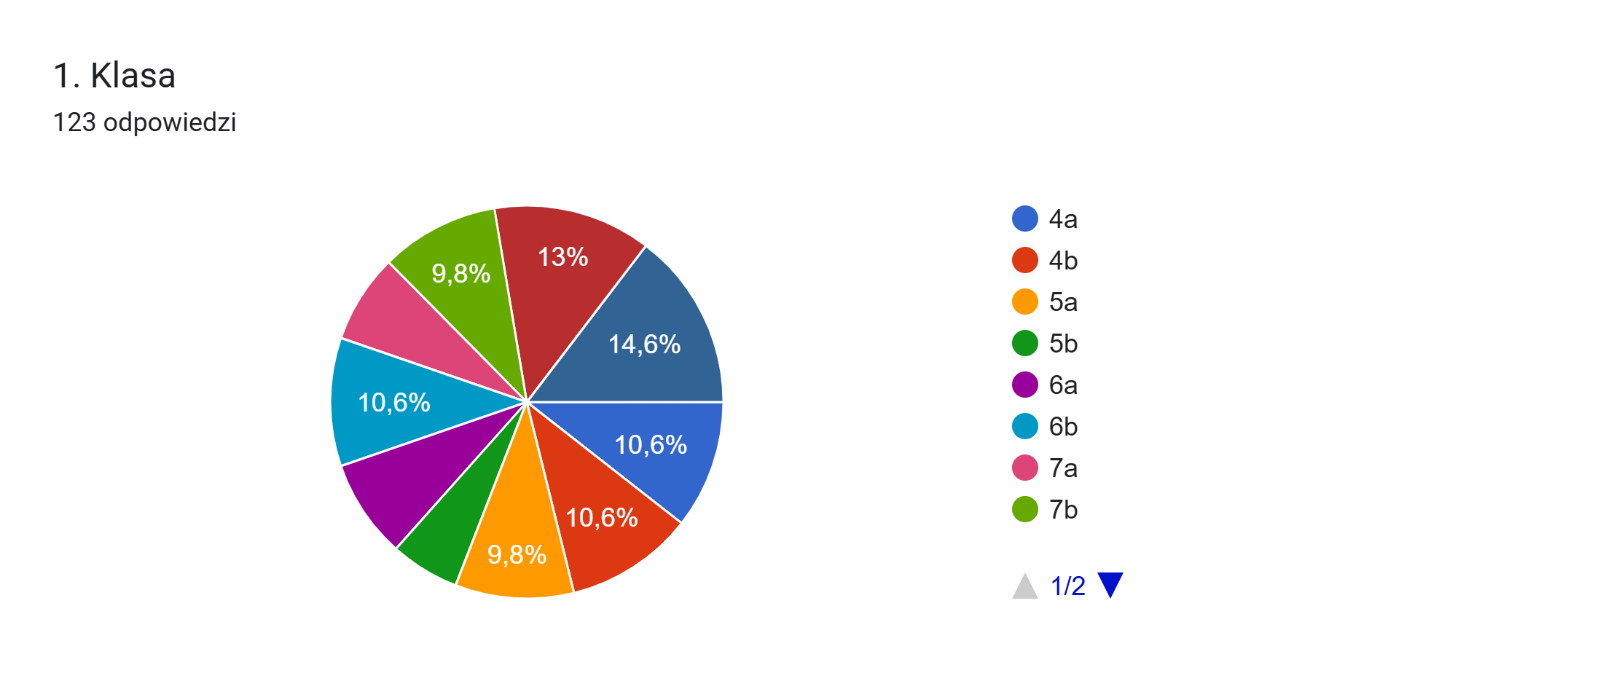 1. Klasa
123 odpowiedzi
13%
9,8%
14,6%
10,6%
10,6%
10,6%
9,8%
4a
4b
5a
5b
6a
6b
7a
7b
1/2